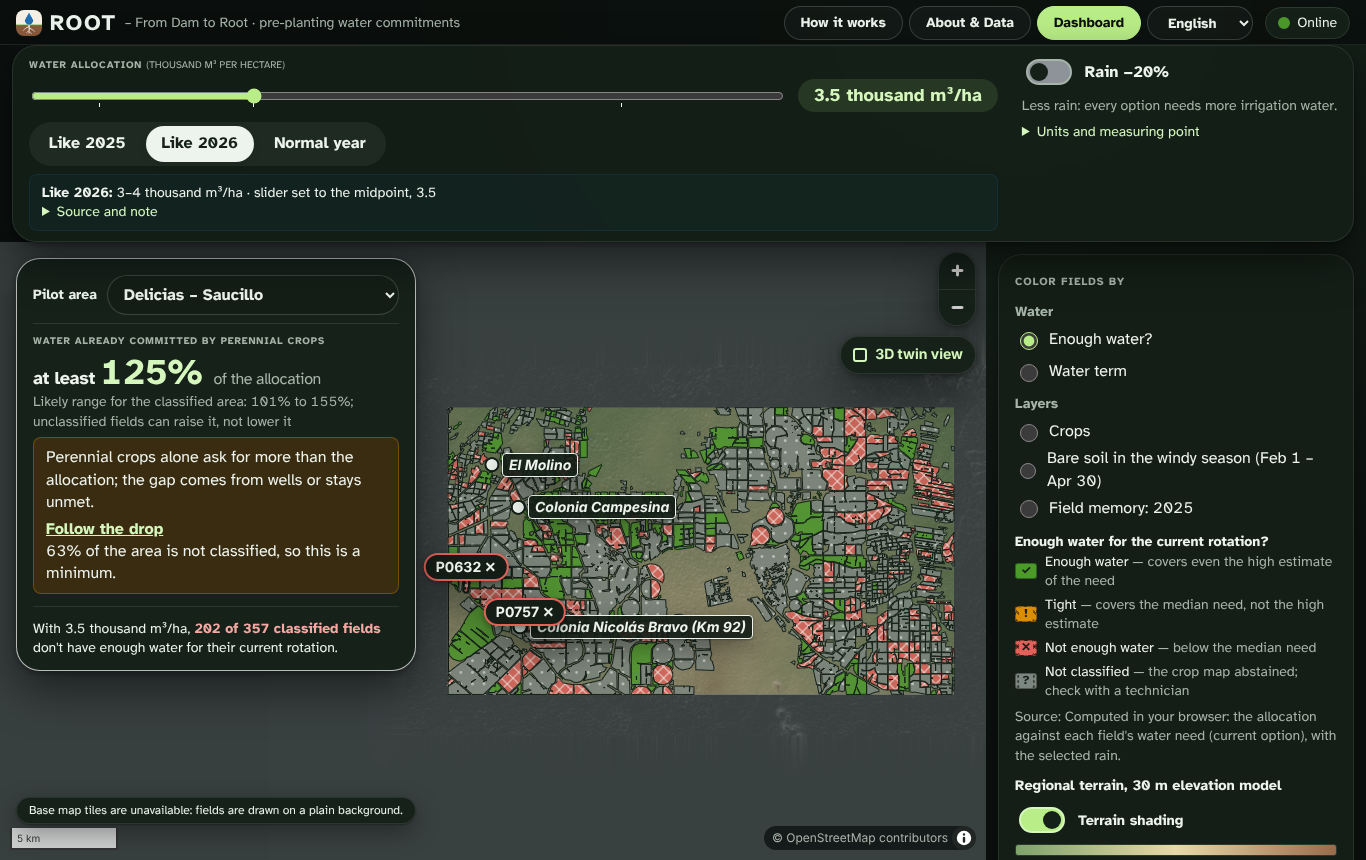 ROOT – From Dam to Root · pre-planting water commitments
How it works
About & Data
Dashboard
English
Online
WATER ALLOCATION (THOUSAND M³ PER HECTARE)
3.5 thousand m³/ha
Like 2025
Like 2026
Normal year
Like 2026: 3–4 thousand m³/ha · slider set to the midpoint, 3.5
Source and note
Rain −20%
Less rain: every option needs more irrigation water.
Units and measuring point
Pilot area
Delicias – Saucillo
WATER ALREADY COMMITTED BY PERENNIAL CROPS
at least 125% of the allocation
Likely range for the classified area: 101% to 155%;
unclassified fields can raise it, not lower it
Perennial crops alone ask for more than the
allocation; the gap comes from wells or stays
unmet.
Follow the drop
63% of the area is not classified, so this is a
minimum.
With 3.5 thousand m³/ha, 202 of 357 classified fields
don't have enough water for their current rotation.
Base map tiles are unavailable: fields are drawn on a plain background.
5 km
+
−
3D twin view
El Molino
Colonia Campesina
P0632 ×
P0757 ×
Colonia Nicolás Bravo (Km 92)
© OpenStreetMap contributors
COLOR FIELDS BY
Water
Enough water?
Water term
Layers
Crops
Bare soil in the windy season (Feb 1 –
Apr 30)
Field memory: 2025
Enough water for the current rotation?
Enough water — covers even the high estimate
of the need
Tight — covers the median need, not the high
estimate
Not enough water — below the median need
Not classified — the crop map abstained;
check with a technician
Source: Computed in your browser: the allocation
against each field's water need (current option), with
the selected rain.
Regional terrain, 30 m elevation model
Terrain shading